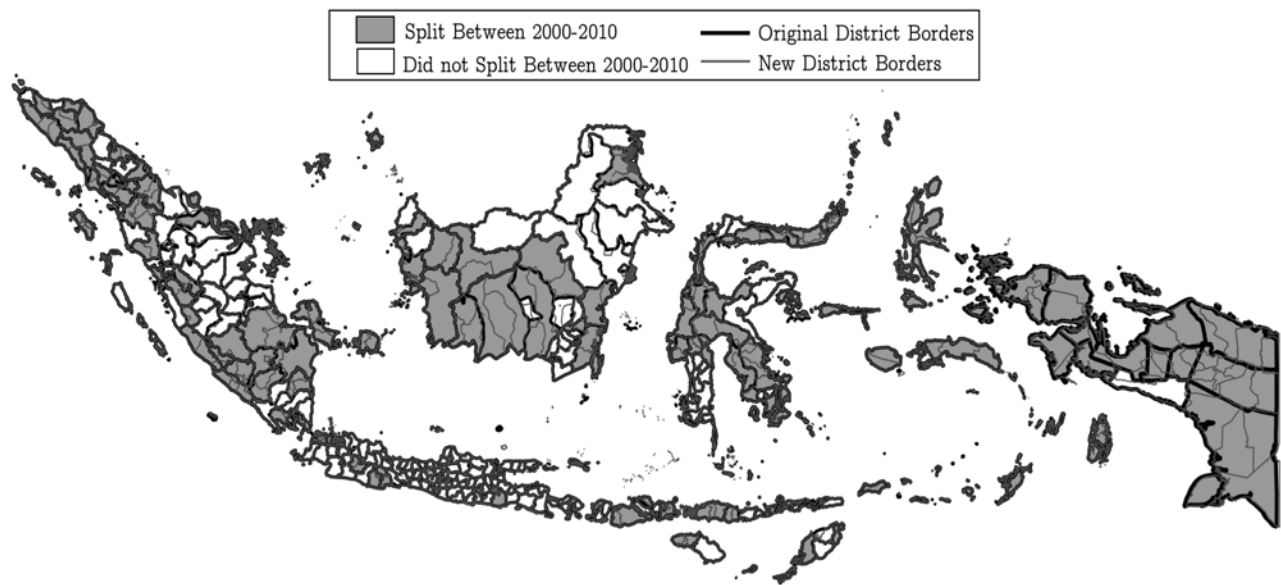 Split Between 2000-2010
Original District Borders
Did not Split Between 2000-2010
New District Borders